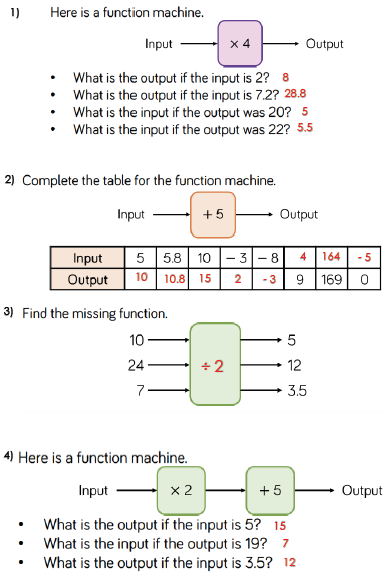 1) Here is a function machine.
Input × 4 Output
• What is the output if the input is 2? 8
• What is the output if the input is 7.2? 28.8
• What is the input if the output was 20? 5
• What is the input if the output was 22? 5.5
2) Complete the table for the function machine.
Input + 5 Output
Input 5 5.8 10 – 3 – 8 4 164 - 5
Output 10 10.8 15 2 - 3 9 169 0
3) Find the missing function.
10 5
24 ÷ 2 12
7 3.5
4) Here is a function machine.
Input × 2 + 5 Output
• What is the output if the input is 5? 15
• What is the input if the output is 19? 7
• What is the output if the input is 3.5? 12